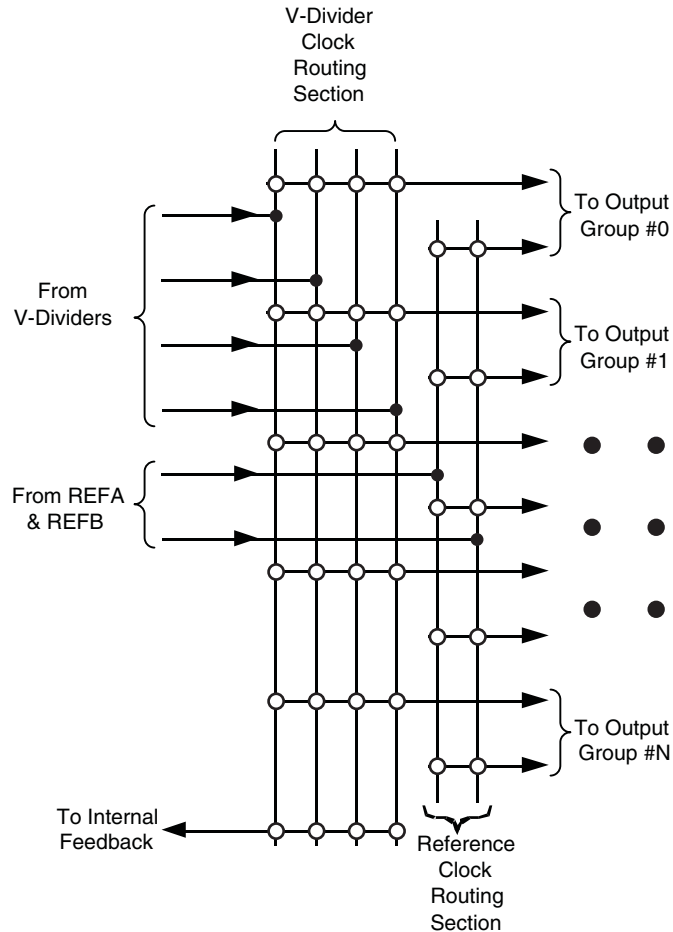 V-Divider
Clock
Routing
Section
To Output
Group #0
From
V-Dividers
To Output
Group #1
From REFA
& REFB
To Output
Group #N
To Internal
Feedback
Reference
Clock
Routing
Section